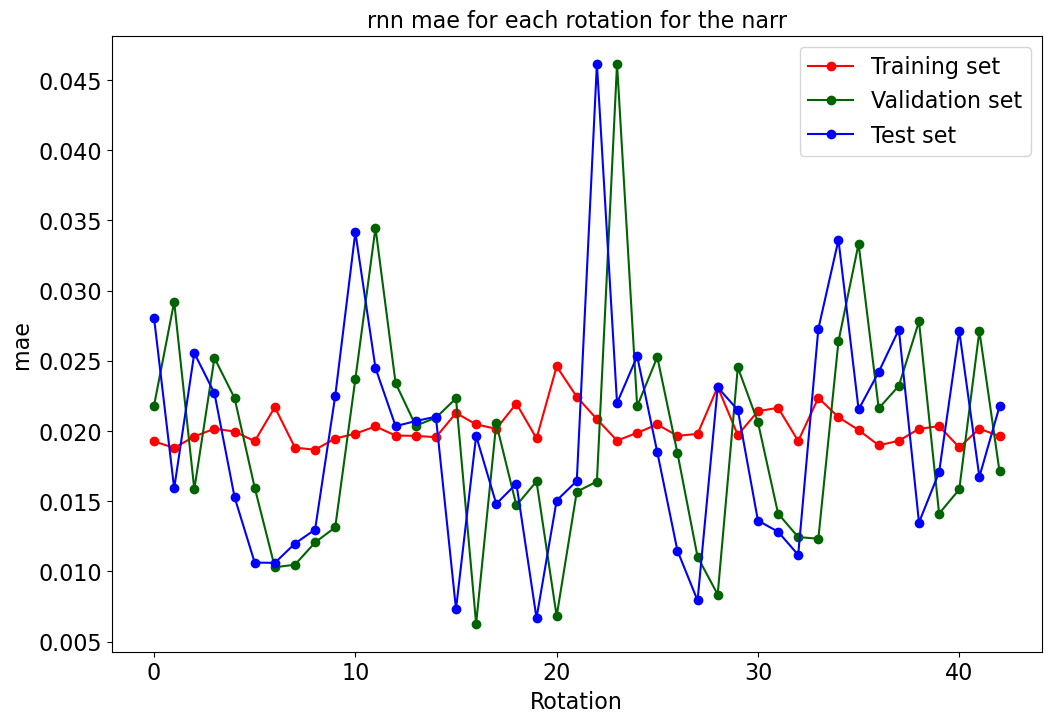 rnn mae for each rotation for the narr
Training set
Validation set
Test set
0.045
0.040
0.035
0.030
0.025
0.020
0.015
0.010
0.005
mae
0
10
20
30
40
Rotation